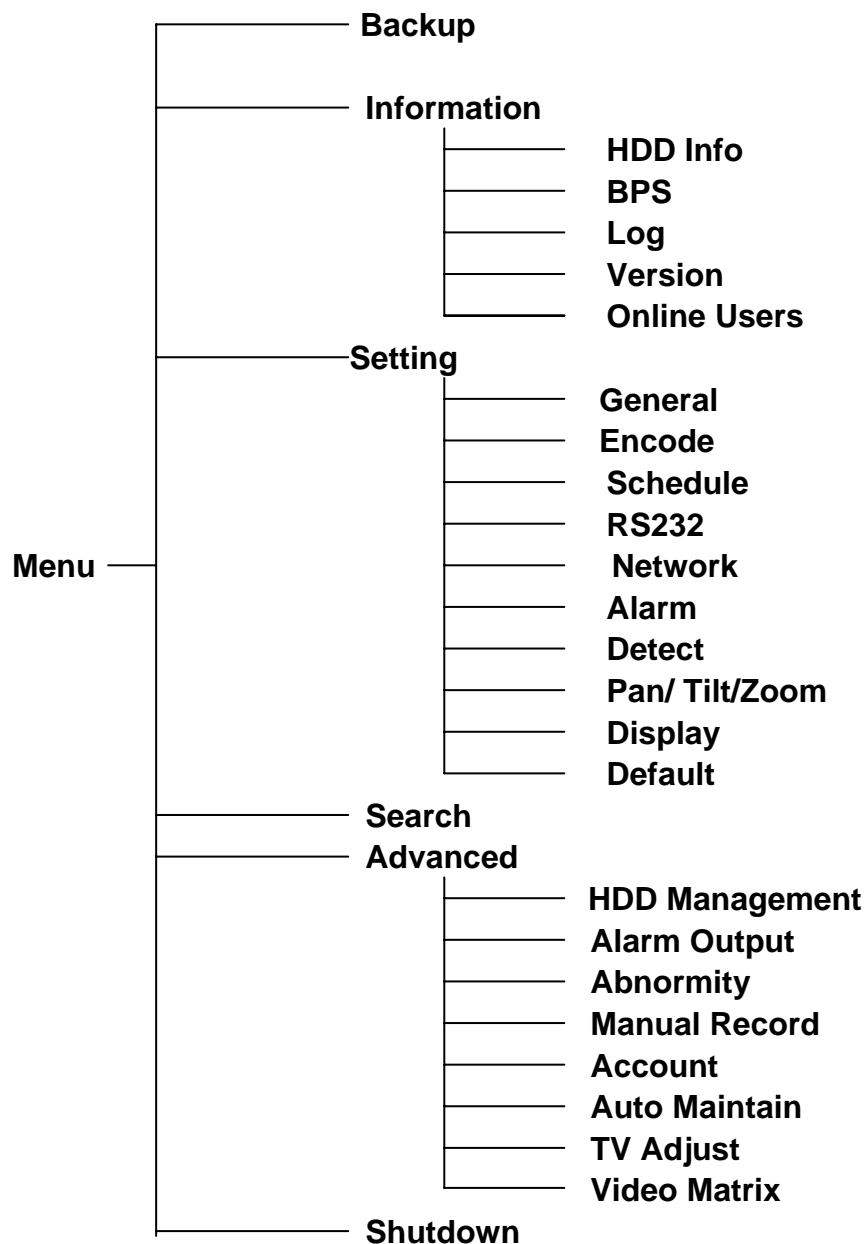 Backup
Information
HDD Info
BPS
Log
Version
Online Users
Setting
General
Encode
Schedule
RS232
Menu
Network
Alarm
Detect
Pan/ Tilt/Zoom
Display
Default
Search
Advanced
HDD Management
Alarm Output
Abnormity
Manual Record
Account
Auto Maintain
TV Adjust
Video Matrix
Shutdown